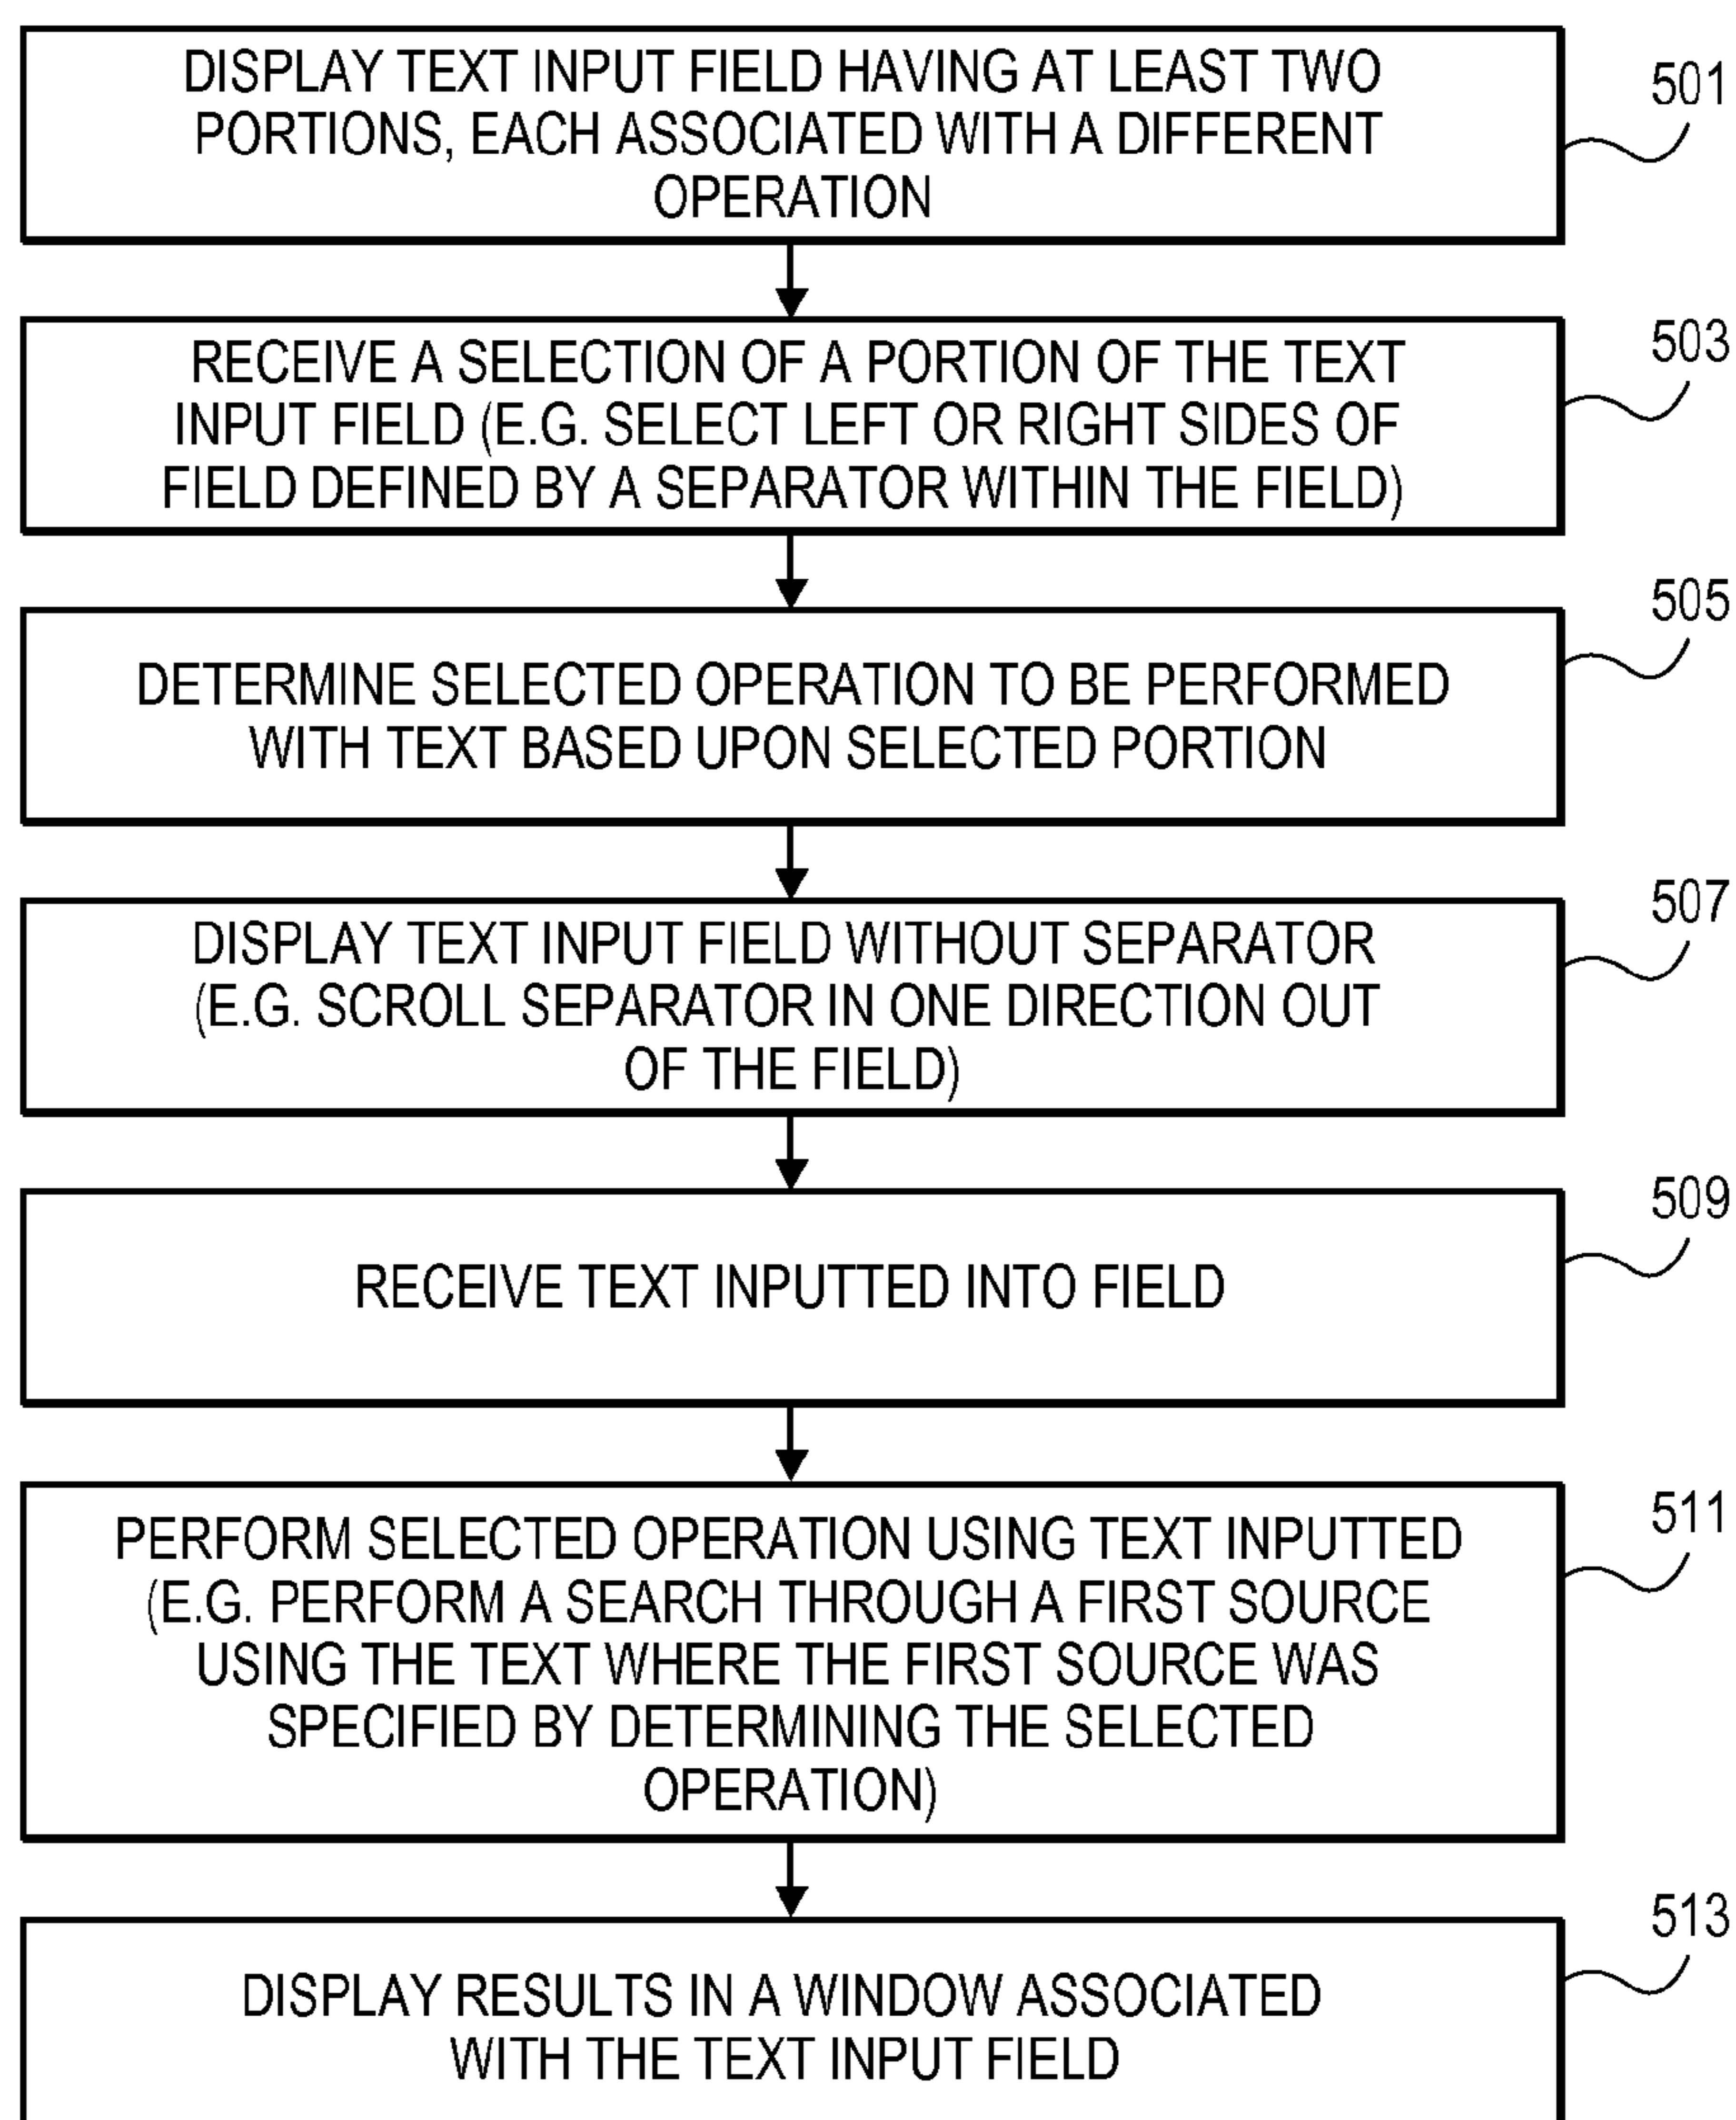 DISPLAY TEXT INPUT FIELD HAVING AT LEAST TWO
PORTIONS, EACH ASSOCIATED WITH A DIFFERENT
OPERATION
501
RECEIVE A SELECTION OF A PORTION OF THE TEXT
INPUT FIELD (E.G. SELECT LEFT OR RIGHT SIDES OF
FIELD DEFINED BY A SEPARATOR WITHIN THE FIELD)
503
DETERMINE SELECTED OPERATION TO BE PERFORMED
WITH TEXT BASED UPON SELECTED PORTION
505
DISPLAY TEXT INPUT FIELD WITHOUT SEPARATOR
(E.G. SCROLL SEPARATOR IN ONE DIRECTION OUT
OF THE FIELD)
507
RECEIVE TEXT INPUTTED INTO FIELD
509
PERFORM SELECTED OPERATION USING TEXT INPUTTED
(E.G. PERFORM A SEARCH THROUGH A FIRST SOURCE
USING THE TEXT WHERE THE FIRST SOURCE WAS
SPECIFIED BY DETERMINING THE SELECTED
OPERATION)
511
DISPLAY RESULTS IN A WINDOW ASSOCIATED
WITH THE TEXT INPUT FIELD
513